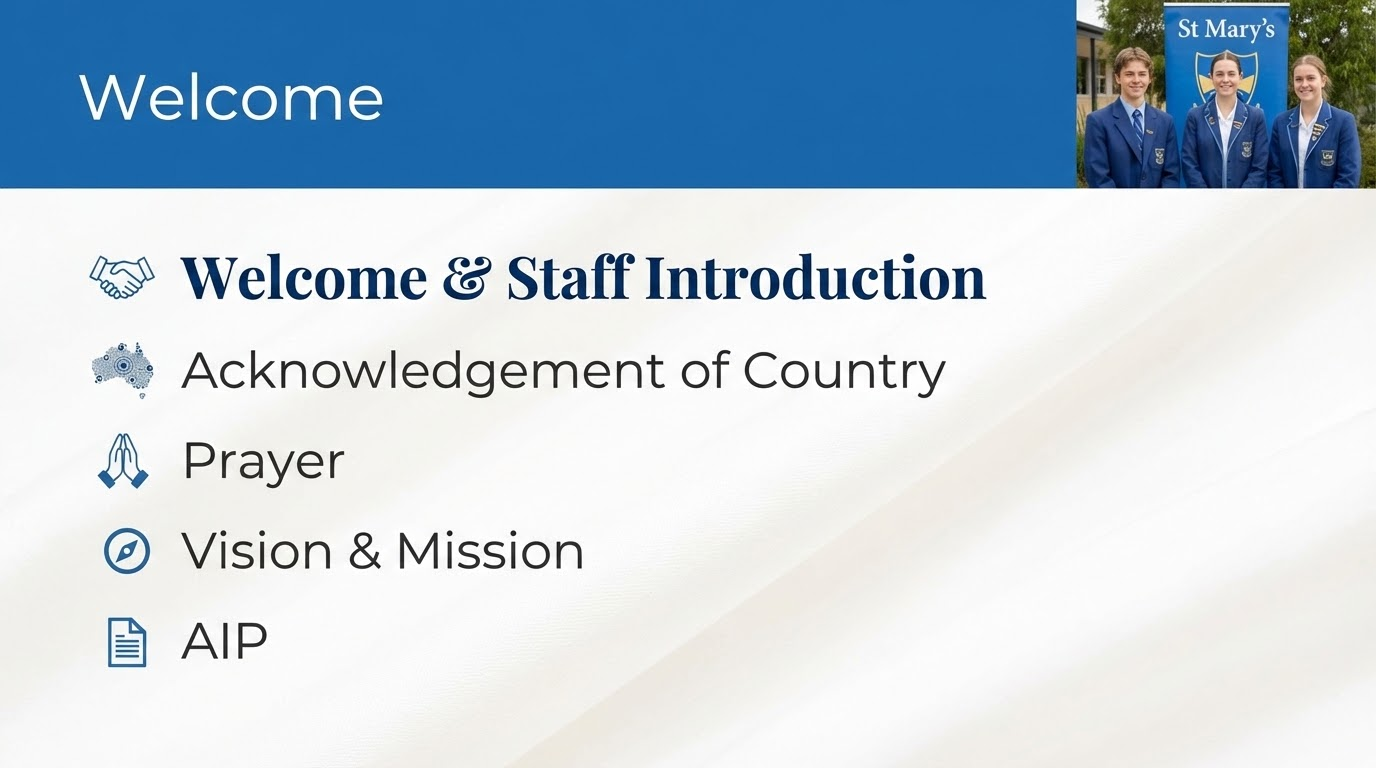 Welcome
St Mary's
Welcome & Staff Introduction
Acknowledgement of Country
Prayer
Vision & Mission
AIP